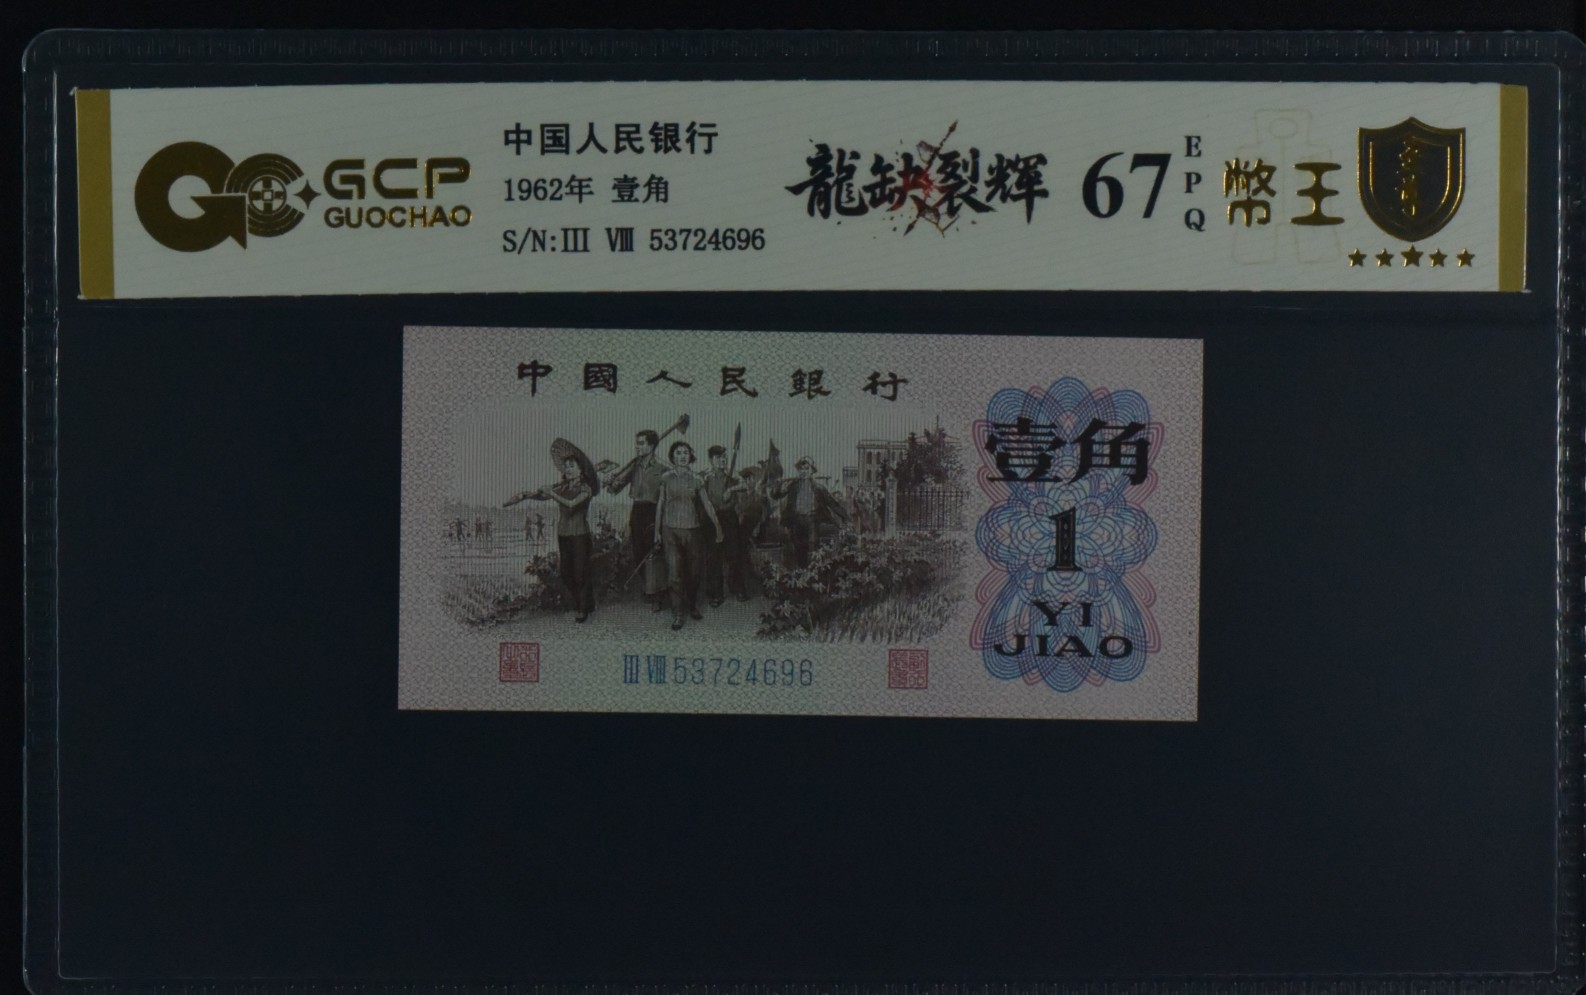 GCP
GUOCHAO
中国人民银行
1962年 壹角
S/N:III VIII 53724696
龍缺裂辉
67
EPQ
幣王
中國人民銀行
壹角
1
YI
JIAO
III VIII 53724696